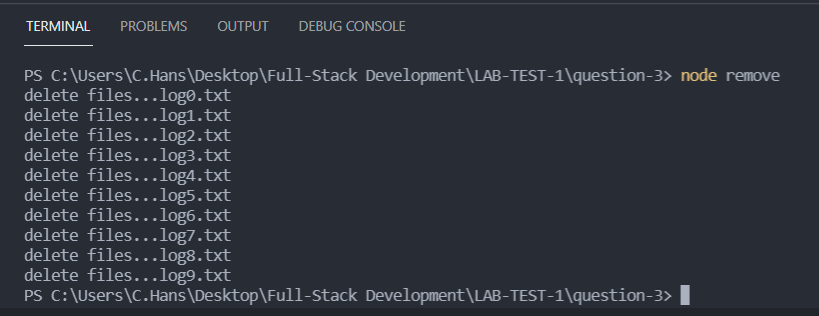 TERMINAL PROBLEMS OUTPUT DEBUG CONSOLE
PS C:\Users\C.Hans\Desktop\Full-Stack Development\LAB-TEST-1\question-3> node remove
delete files...log0.txt
delete files...log1.txt
delete files...log2.txt
delete files...log3.txt
delete files...log4.txt
delete files...log5.txt
delete files...log6.txt
delete files...log7.txt
delete files...log8.txt
delete files...log9.txt
PS C:\Users\C.Hans\Desktop\Full-Stack Development\LAB-TEST-1\question-3>